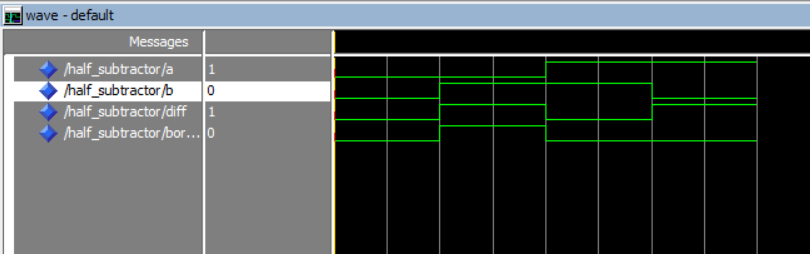 wave - default
Messages
/half_subtractor/a 1
/half_subtractor/b 0
/half_subtractor/diff 1
/half_subtractor/bor... 0